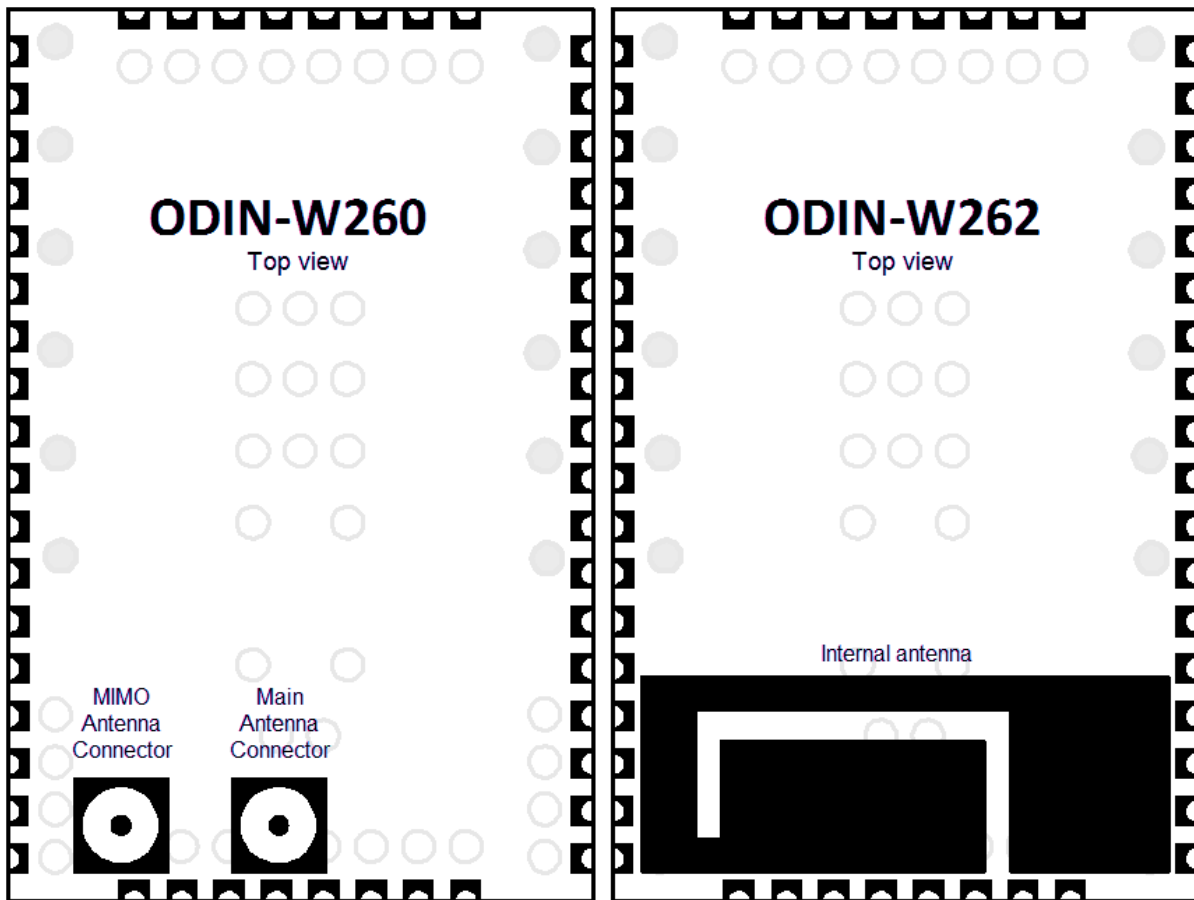 ODIN-W260
Top view
MIMO
Antenna
Connector
Main
Antenna
Connector
ODIN-W262
Top view
Internal antenna